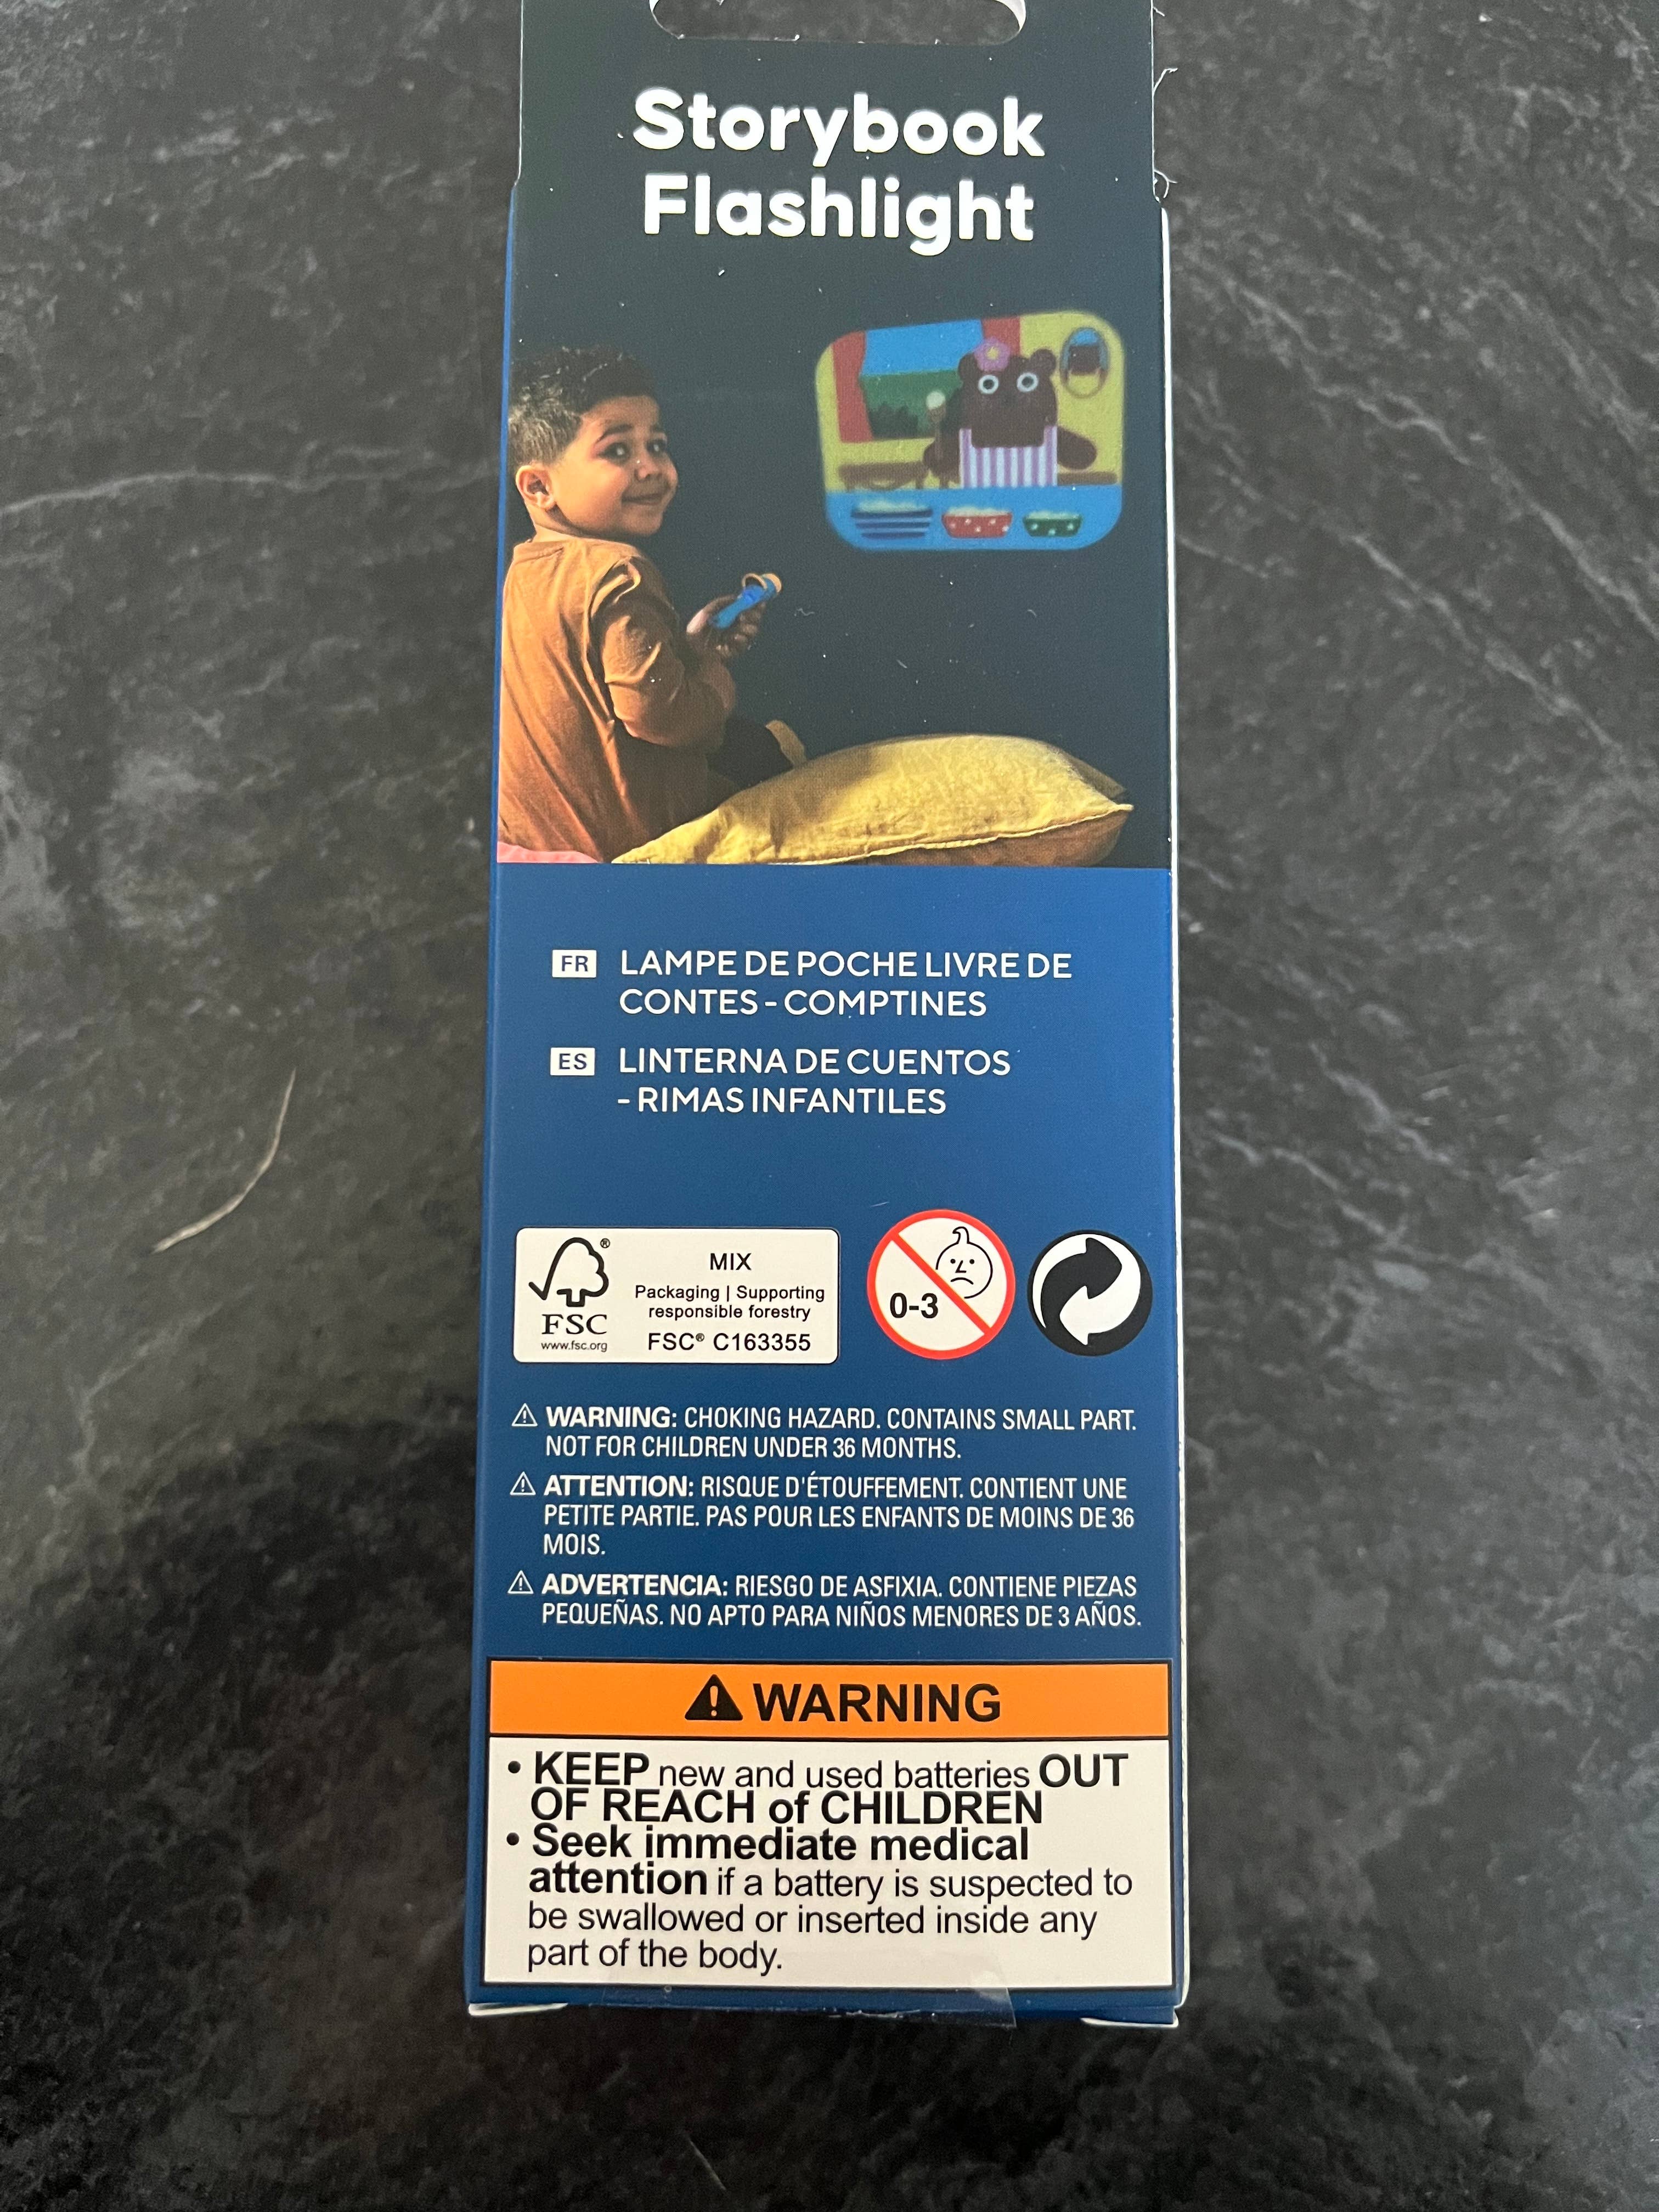 Storybook
Flashlight
FR LAMPE DE POCHE LIVRE DE
CONTES - COMPTINES
ES LINTERNA DE CUENTOS
- RIMAS INFANTILES
®
FSC
www.fsc.org
MIX
Packaging | Supporting
responsible forestry
FSC® C163355
0-3
⚠ WARNING: CHOKING HAZARD. CONTAINS SMALL PART.
NOT FOR CHILDREN UNDER 36 MONTHS.
⚠ ATTENTION: RISQUE D'ÉTOUFFEMENT. CONTIENT UNE
PETITE PARTIE. PAS POUR LES ENFANTS DE MOINS DE 36
MOIS.
⚠ ADVERTENCIA: RIESGO DE ASFIXIA. CONTIENE PIEZAS
PEQUEÑAS. NO APTO PARA NIÑOS MENORES DE 3 AÑOS.
⚠ WARNING
• KEEP new and used batteries OUT
OF REACH of CHILDREN
• Seek immediate medical
attention if a battery is suspected to
be swallowed or inserted inside any
part of the body.